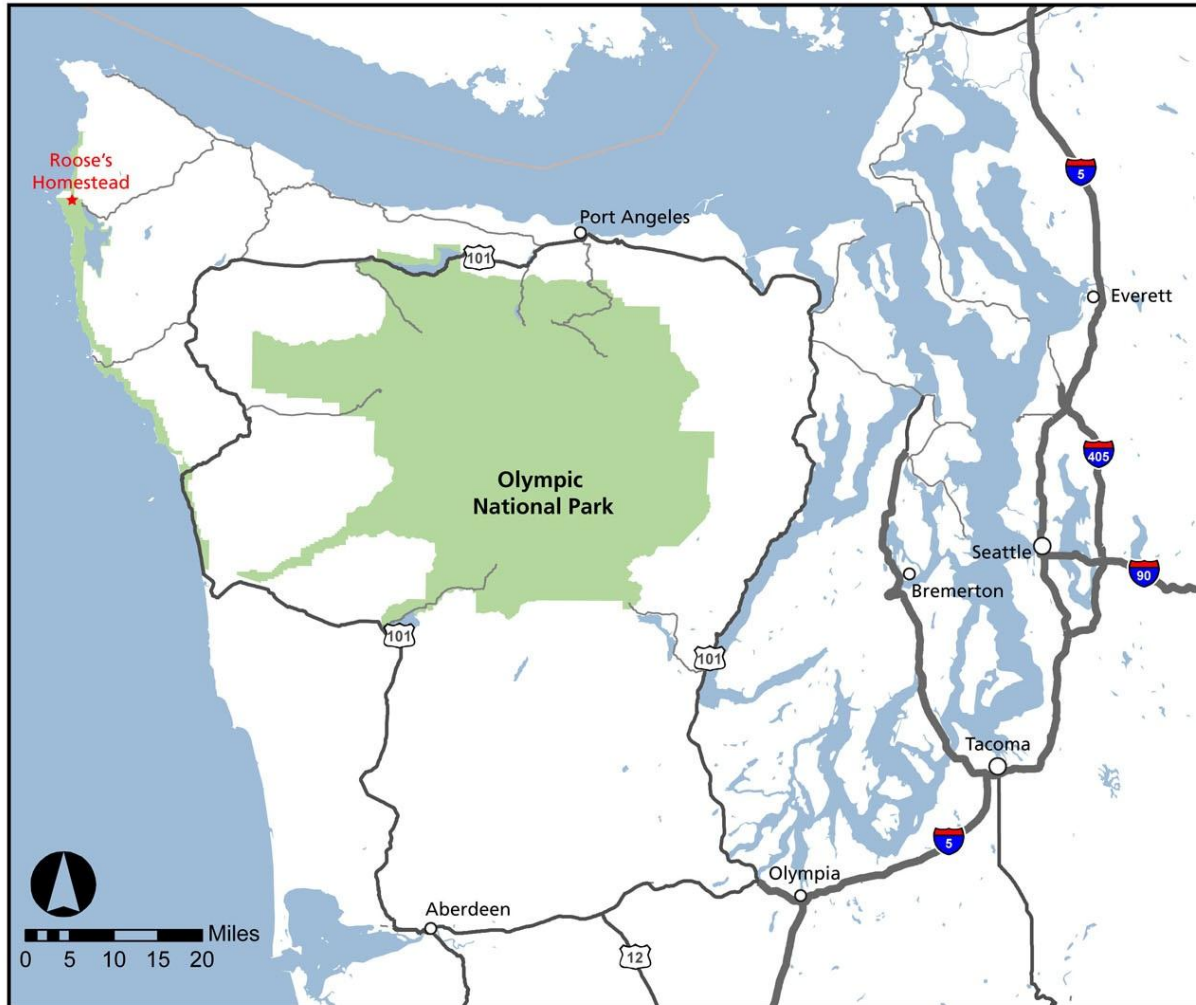 Roose's
Homestead
5
Port Angeles
101
Everett
405
Olympic
National Park
Seattle
90
Bremerton
101
101
Tacoma
5
Olympia
Aberdeen
12
Miles
0 5 10 15 20